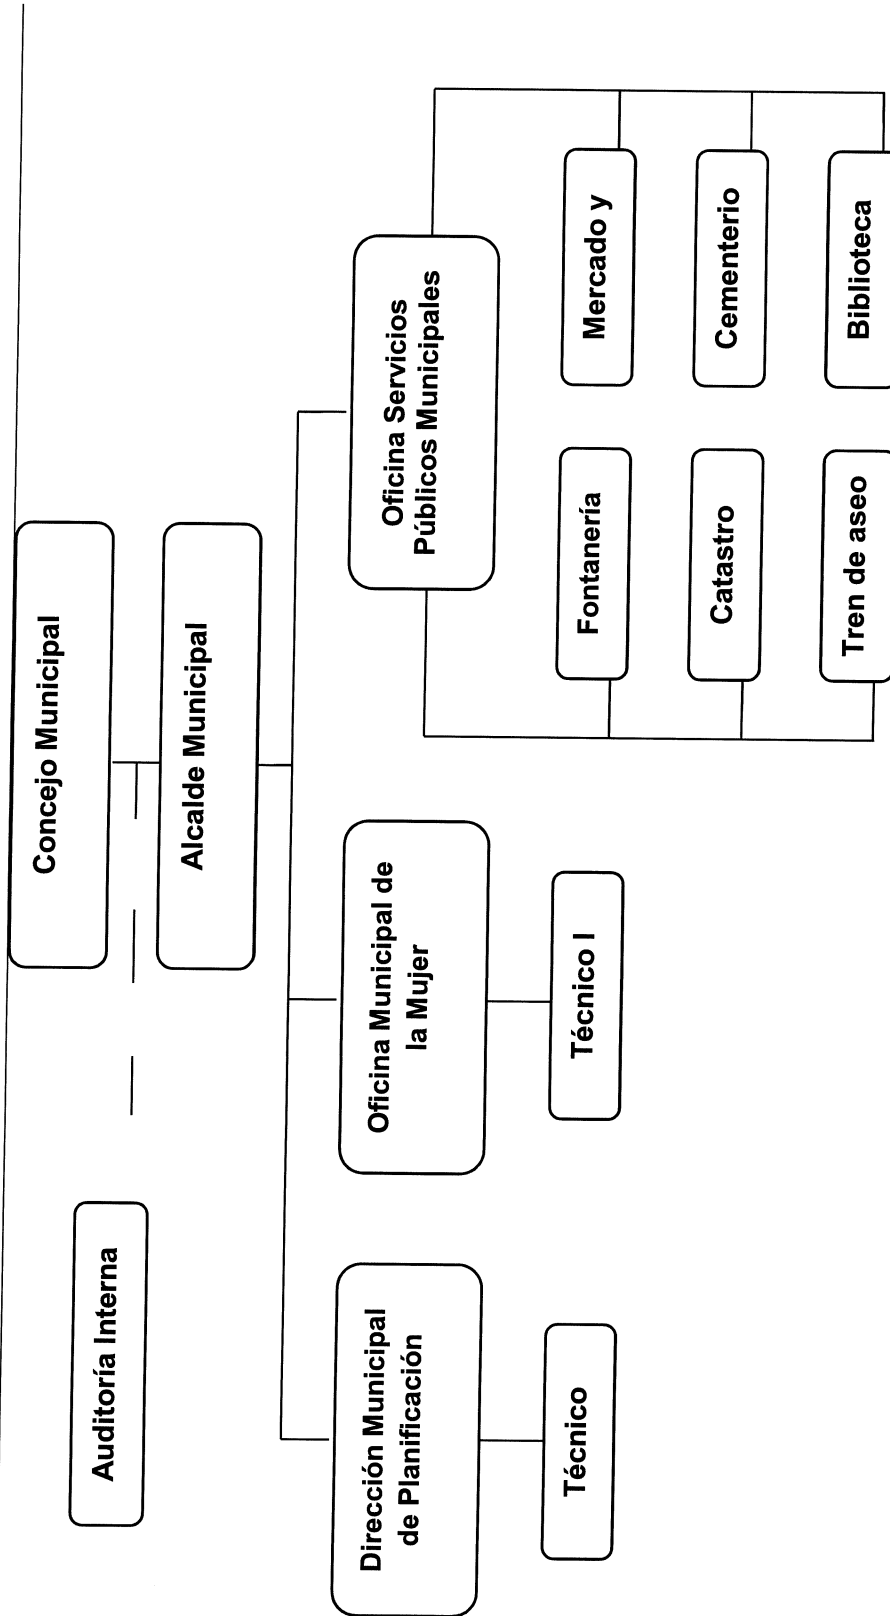 Concejo Municipal
Auditoría Interna
Alcalde Municipal
Dirección Municipal
de Planificación
Oficina Municipal de
la Mujer
Oficina Servicios
Públicos Municipales
Técnico
Técnico I
Fontanería
Mercado y
Catastro
Cementerio
Tren de aseo
Biblioteca